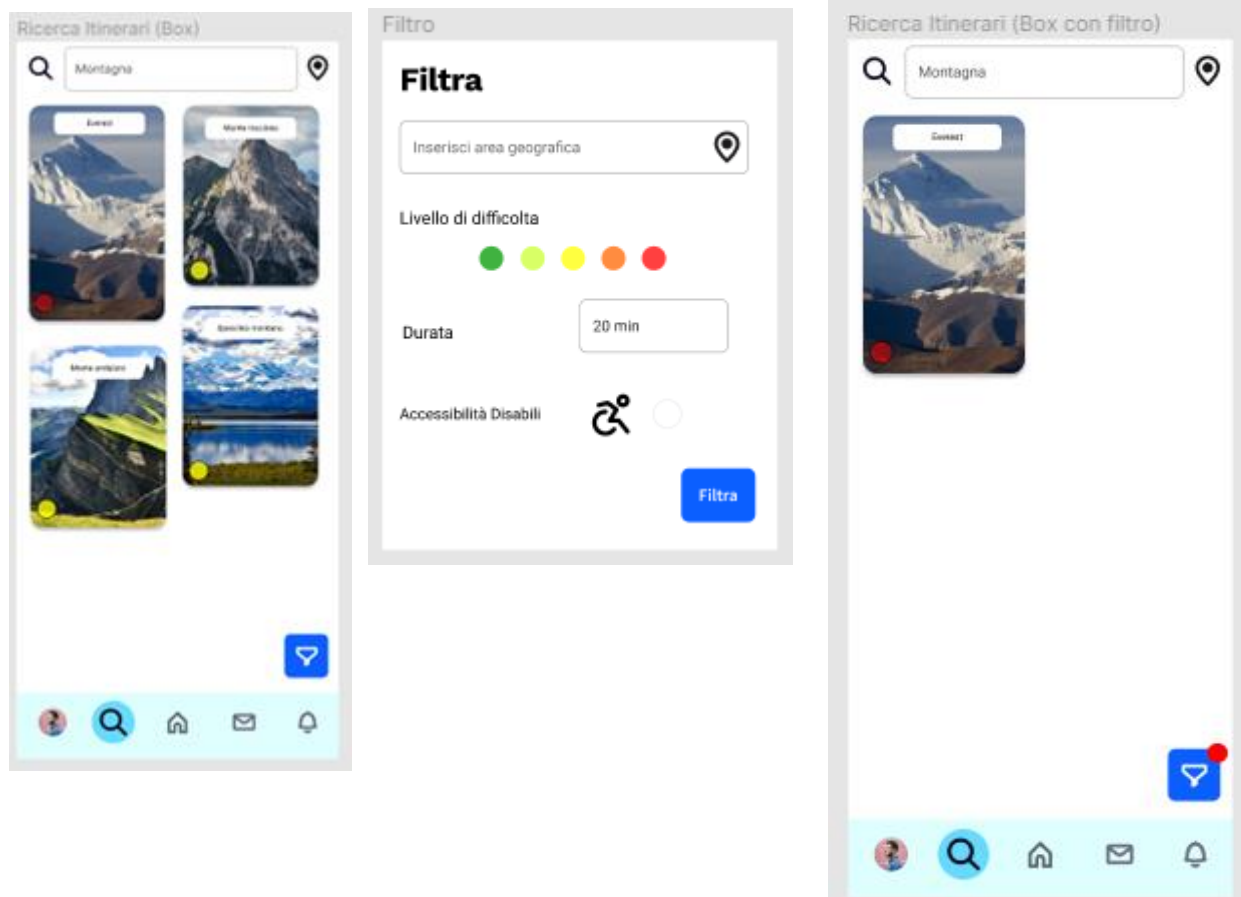 Ricerca Itinerari (Box)
Montagna
Everest
Filtro
Filtra
Inserisci area geografica
Livello di difficolta
Durata
20 min
Accessibilità Disabili
Filtra
Ricerca Itinerari (Box con filtro)
Montagna
Everest